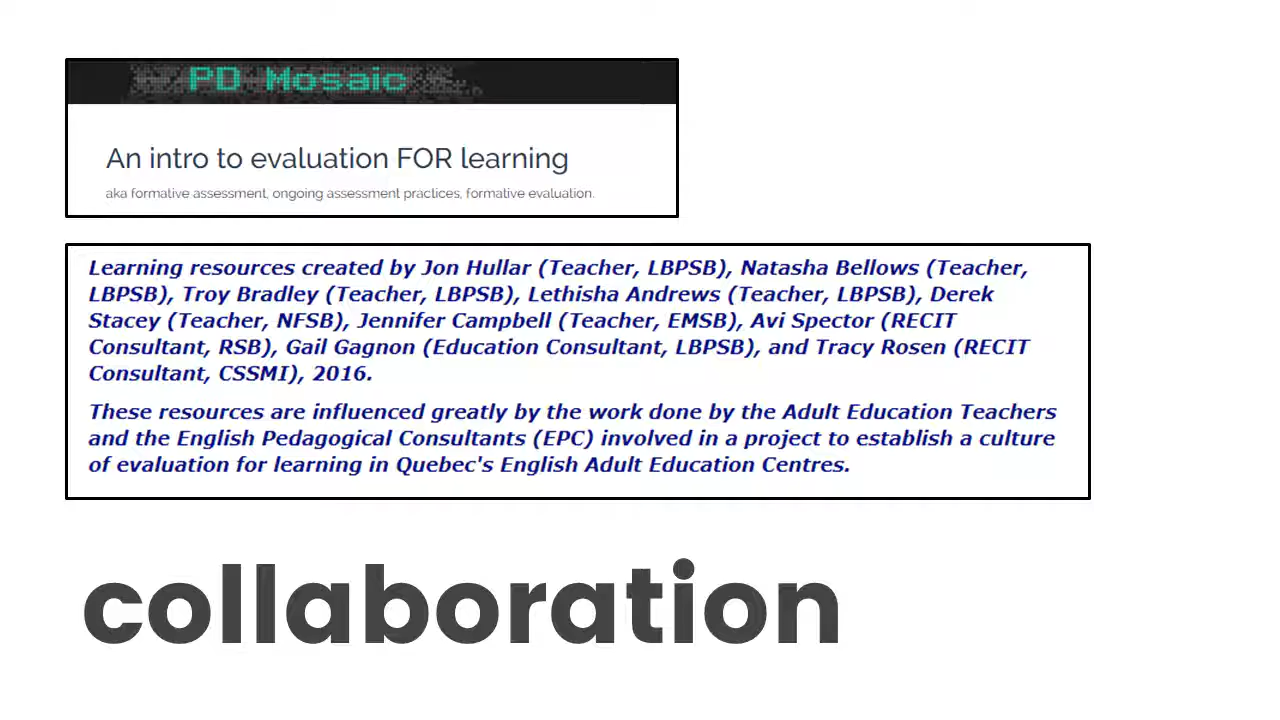 PD Mosaic
An intro to evaluation FOR learning
aka formative assessment, ongoing assessment practices, formative evaluation.
Learning resources created by Jon Hullar (Teacher, LBPSB), Natasha Bellows (Teacher,
LBPSB), Troy Bradley (Teacher, LBPSB), Lethisha Andrews (Teacher, LBPSB), Derek
Stacey (Teacher, NFSB), Jennifer Campbell (Teacher, EMSB), Avi Spector (RECIT
Consultant, RSB), Gail Gagnon (Education Consultant, LBPSB), and Tracy Rosen (RECIT
Consultant, CSSMI), 2016.
These resources are influenced greatly by the work done by the Adult Education Teachers
and the English Pedagogical Consultants (EPC) involved in a project to establish a culture
of evaluation for learning in Quebec's English Adult Education Centres.
collaboration